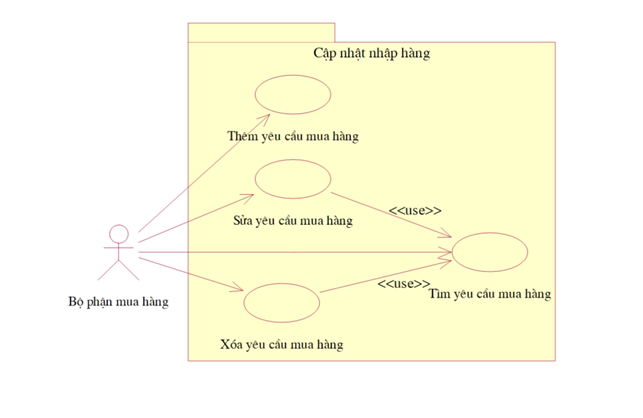 Cập nhật nhập hàng
Thêm yêu cầu mua hàng
Sửa yêu cầu mua hàng
<<use>>
Bộ phận mua hàng
<<use>>
Tìm yêu cầu mua hàng
Xóa yêu cầu mua hàng